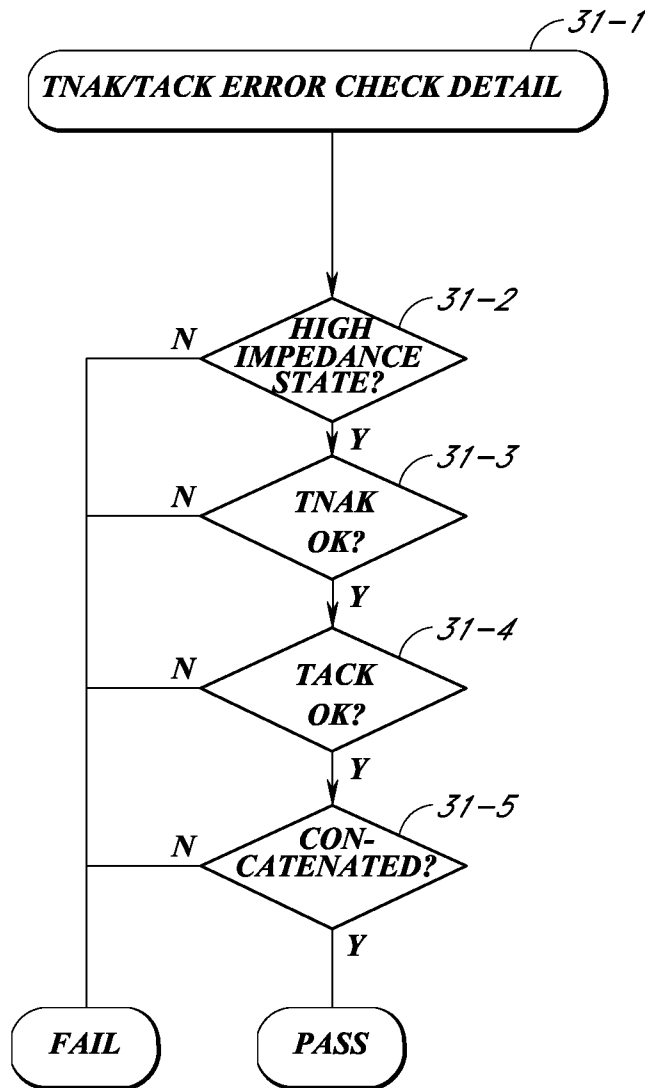 31-1
TNAK/TACK ERROR CHECK DETAIL
31-2
N
HIGH
IMPEDANCE
STATE?
Y
31-3
N
TNAK
OK?
Y
31-4
N
TACK
OK?
Y
31-5
N
CON-
CATENATED?
Y
FAIL
PASS